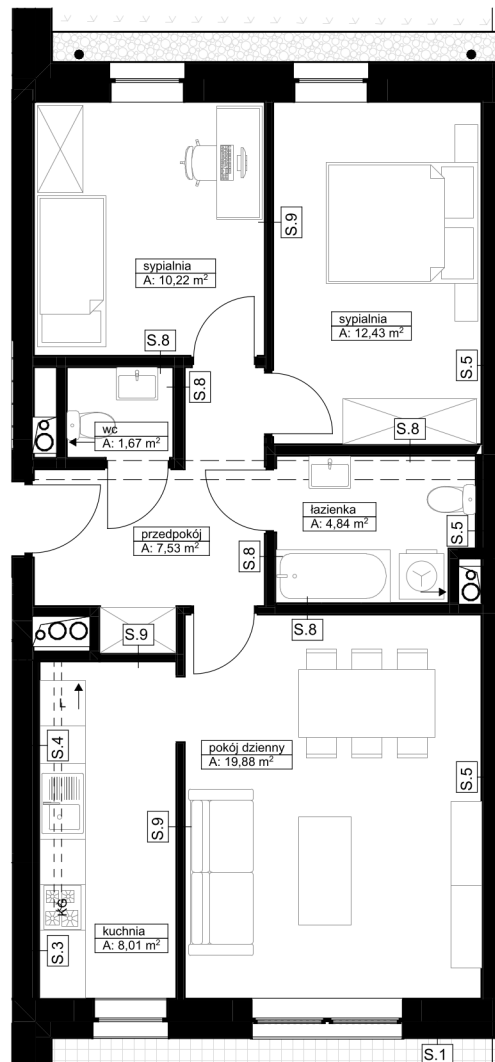 S.9
sypialnia
A: 10,22 m²
sypialnia
A: 12,43 m²
S.8
S.5
S.8
S.8
wc
A: 1,67 m²
łazienka
A: 4,84 m²
S.5
przedpokój
A: 7,53 m²
S.8
S.8
S.9
L
S.4
pokój dzienny
A: 19,88 m²
S.5
S.9
KG
kuchnia
A: 8,01 m²
S.3
S.1